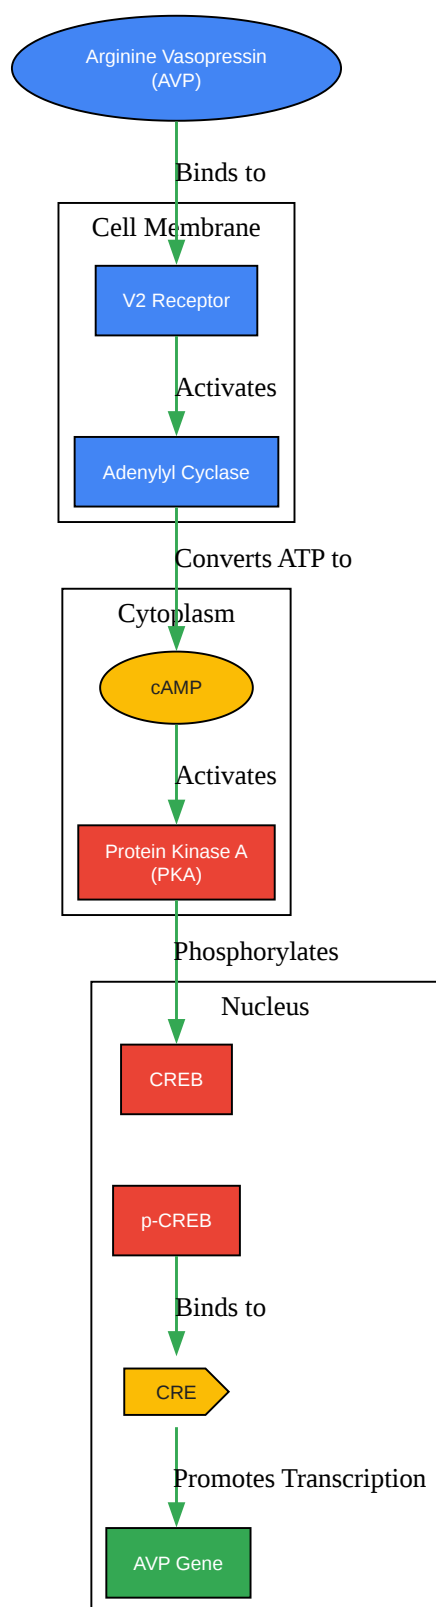 Arginine Vasopressin
(AVP)
Binds to
Cell Membrane
V2 Receptor
Activates
Adenylyl Cyclase
Converts ATP to
Cytoplasm
cAMP
Activates
Protein Kinase A
(PKA)
Phosphorylates
Nucleus
CREB
p-CREB
Binds to
CRE
Promotes Transcription
AVP Gene